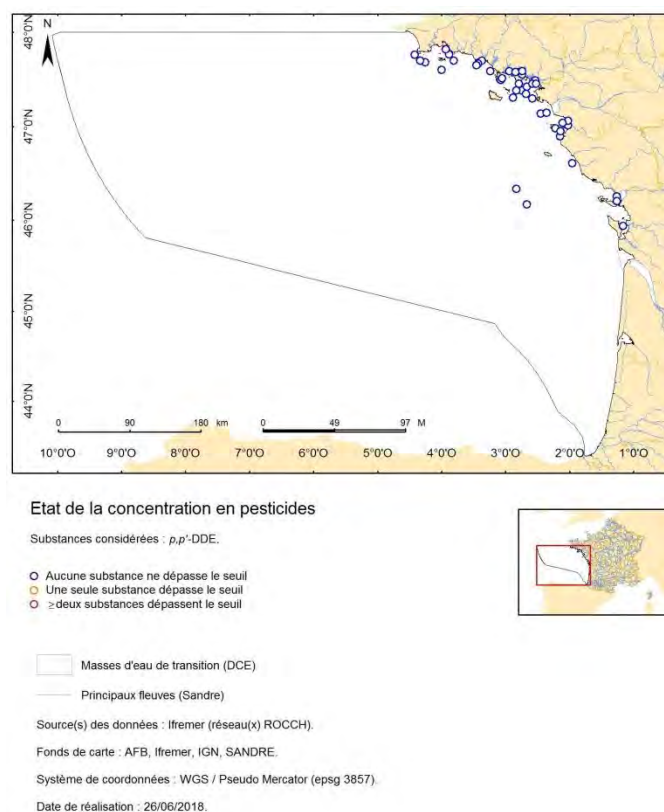 N
48°0'N
47°0'N
46°0'N
45°0'N
44°0'N
0 90 180 km
0 49 97 M
10°0'O 9°0'O 8°0'O 7°0'O 6°0'O 5°0'O 4°0'O 3°0'O 2°0'O 1°0'O
Etat de la concentration en pesticides
Substances considérées : p,p'-DDE.
Aucune substance ne dépasse le seuil
Une seule substance dépasse le seuil
≥ deux substances dépassent le seuil
Masses d'eau de transition (DCE)
Principaux fleuves (Sandre)
Source(s) des données : Ifremer (réseau(x) ROCCH).
Fonds de carte : AFB, Ifremer, IGN, SANDRE.
Système de coordonnées : WGS / Pseudo Mercator (epsg 3857).
Date de réalisation : 26/06/2018.